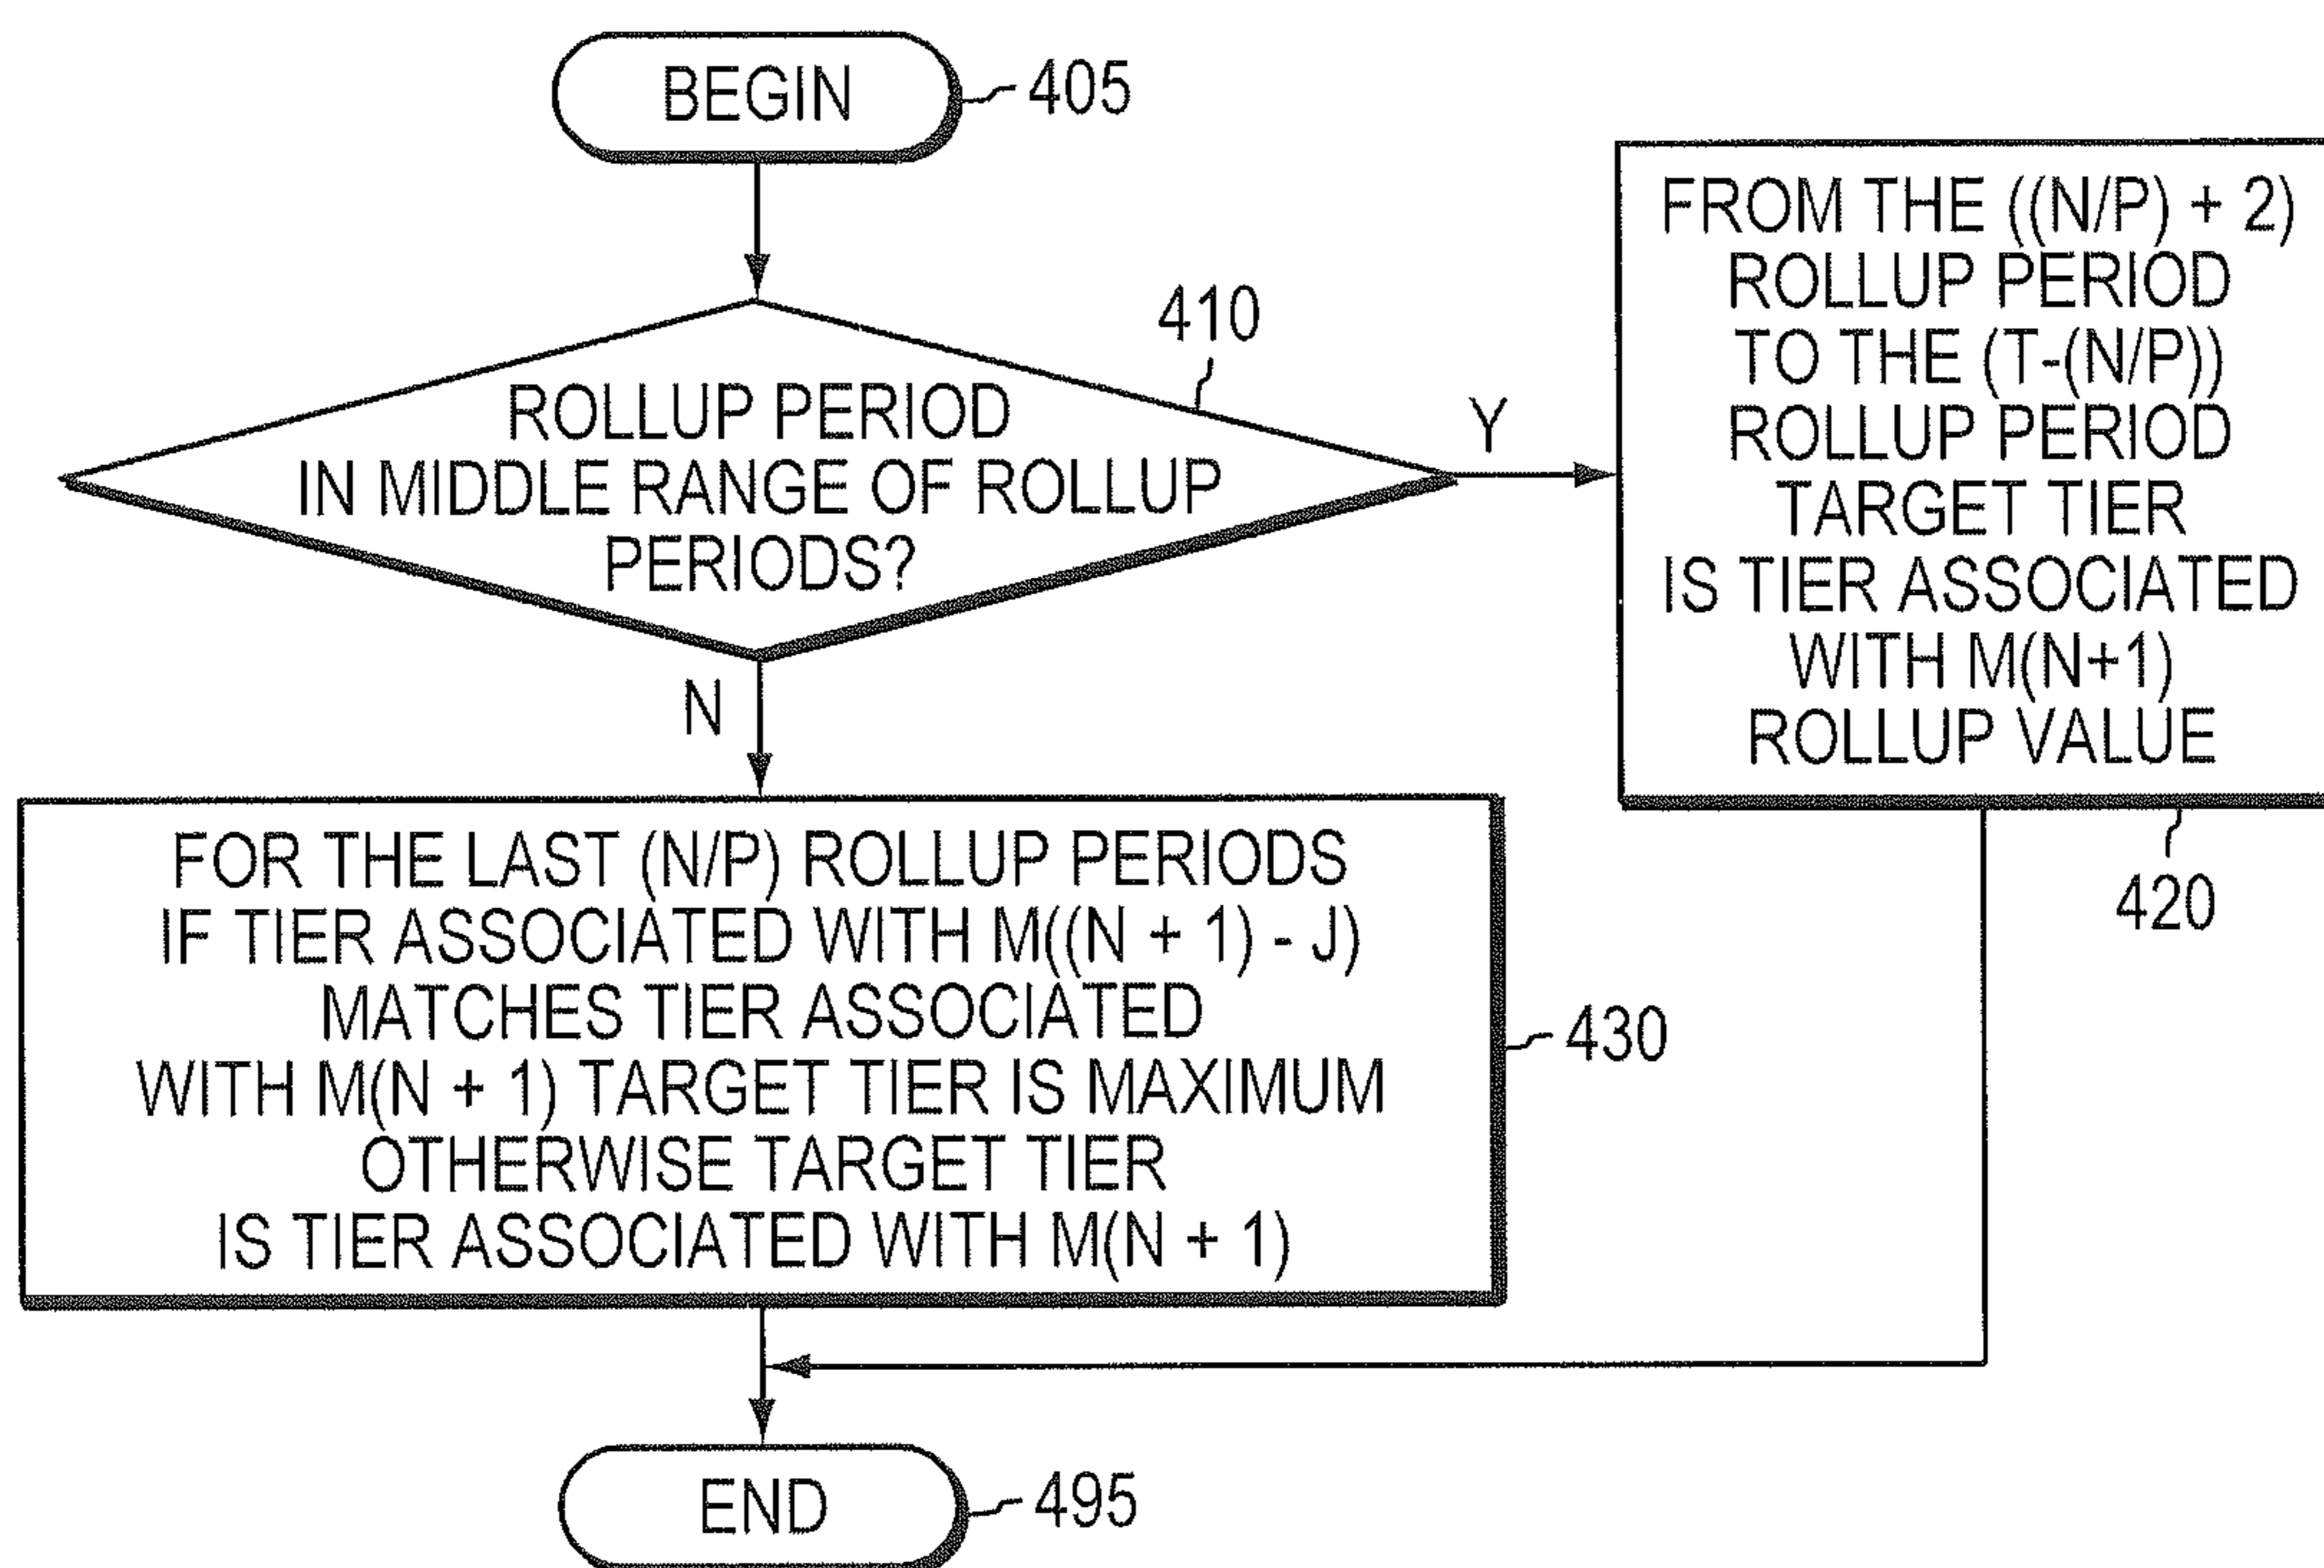 BEGIN
405
410
ROLLUP PERIOD
IN MIDDLE RANGE OF ROLLUP
PERIODS?
Y
N
FROM THE ((N/P) + 2)
ROLLUP PERIOD
TO THE (T-(N/P))
ROLLUP PERIOD
TARGET TIER
IS TIER ASSOCIATED
WITH M(N+1)
ROLLUP VALUE
420
FOR THE LAST (N/P) ROLLUP PERIODS
IF TIER ASSOCIATED WITH M((N + 1) - J)
MATCHES TIER ASSOCIATED
WITH M(N + 1) TARGET TIER IS MAXIMUM
OTHERWISE TARGET TIER
IS TIER ASSOCIATED WITH M(N + 1)
430
END
495